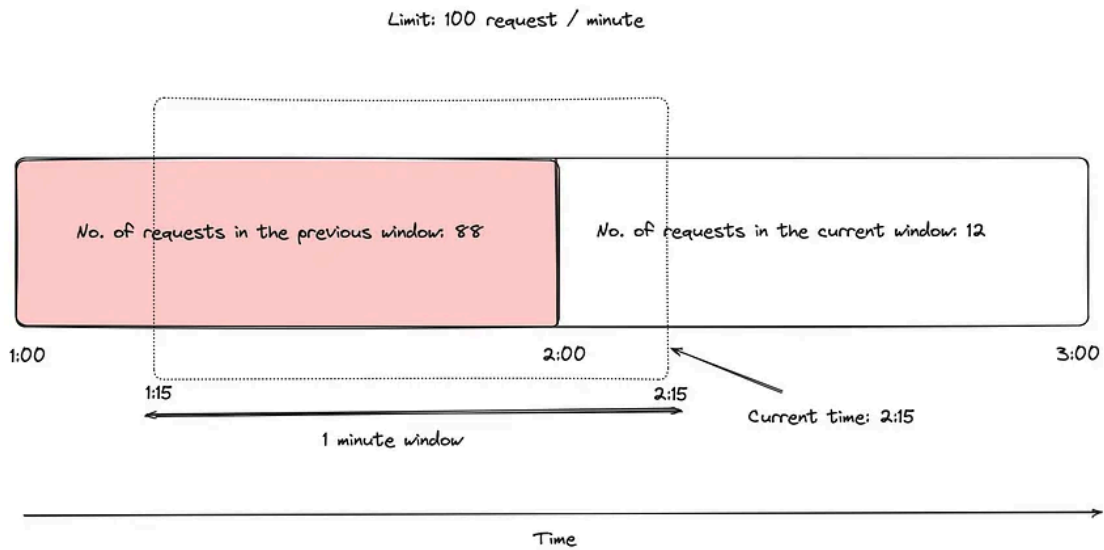 Limit: 100 request / minute
No. of requests in the previous window: 88
No. of requests in the current window: 12
1:00
2:00
3:00
1:15
2:15
Current time: 2:15
1 minute window
Time